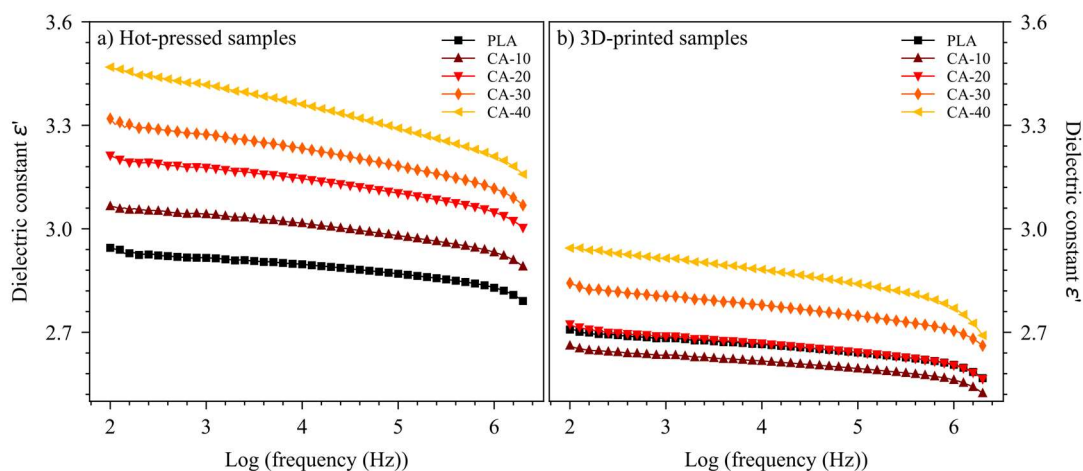 a) Hot-pressed samples
PLA
CA-10
CA-20
CA-30
CA-40
3.6
3.3
3.0
2.7
Dielectric constant ε'
2
3
4
5
6
Log (frequency (Hz))
b) 3D-printed samples
PLA
CA-10
CA-20
CA-30
CA-40
3.6
3.3
3.0
2.7
Dielectric constant ε'
2
3
4
5
6
Log (frequency (Hz))